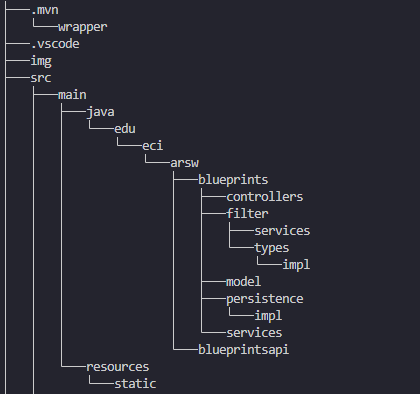 .mvn
wrapper
.vscode
img
src
main
java
edu
eci
arsw
blueprints
controllers
filter
services
types
impl
model
persistence
impl
services
blueprintsapi
resources
static